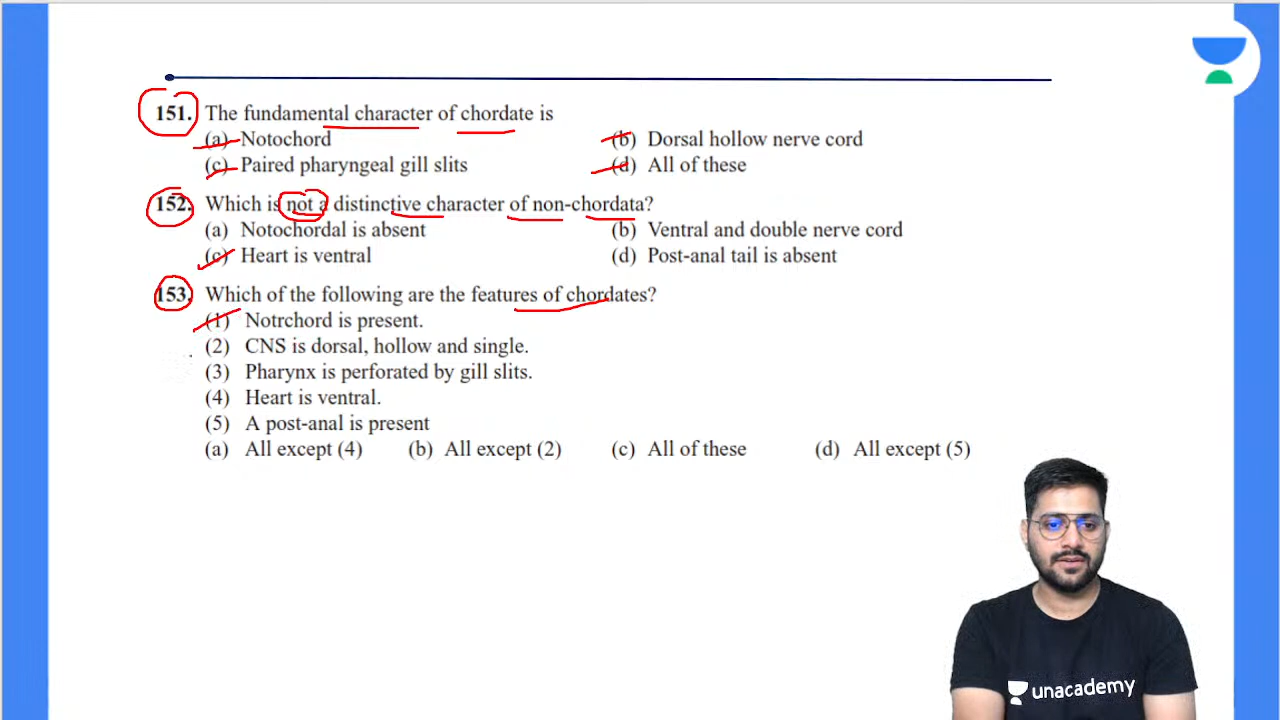 151. The fundamental character of chordate is
(a) Notochord (b) Dorsal hollow nerve cord
(c) Paired pharyngeal gill slits (d) All of these
152. Which is not a distinctive character of non-chordata?
(a) Notochordal is absent (b) Ventral and double nerve cord
(c) Heart is ventral (d) Post-anal tail is absent
153. Which of the following are the features of chordates?
(1) Notrchord is present.
(2) CNS is dorsal, hollow and single.
(3) Pharynx is perforated by gill slits.
(4) Heart is ventral.
(5) A post-anal is present
(a) All except (4) (b) All except (2) (c) All of these (d) All except (5)
unacademy